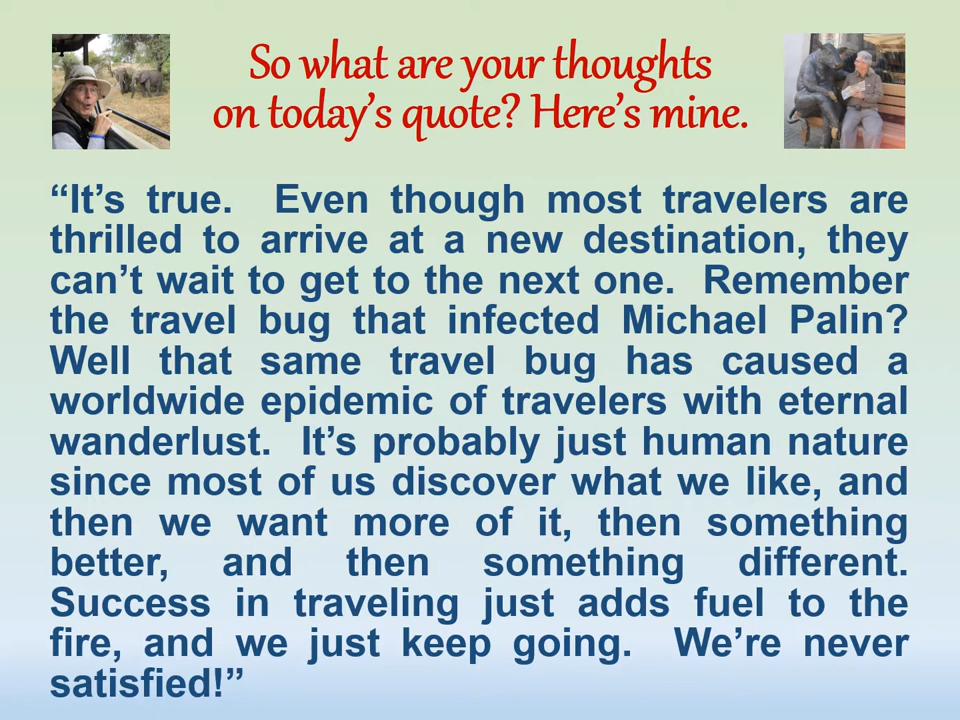 So what are your thoughts
on today’s quote? Here’s mine.
“It’s true. Even though most travelers are
thrilled to arrive at a new destination, they
can’t wait to get to the next one. Remember
the travel bug that infected Michael Palin?
Well that same travel bug has caused a
worldwide epidemic of travelers with eternal
wanderlust. It’s probably just human nature
since most of us discover what we like, and
then we want more of it, then something
better, and then something different.
Success in traveling just adds fuel to the
fire, and we just keep going. We’re never
satisfied!”